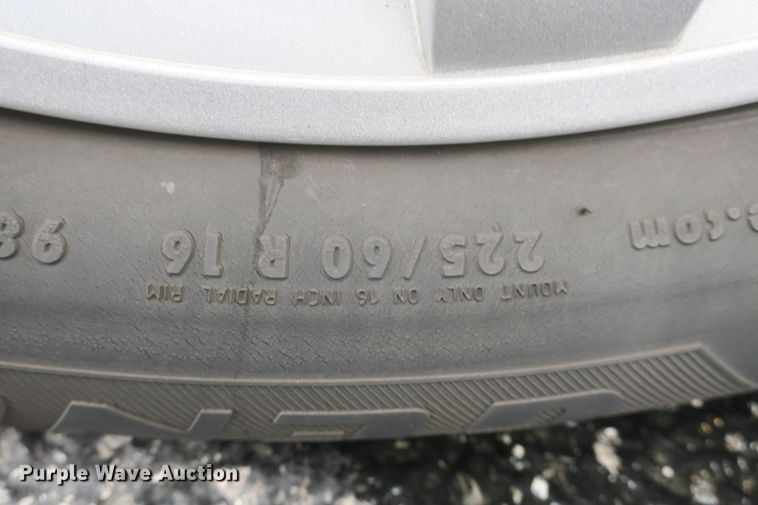 .com 225/60 R 16 98
MOUNT ONLY ON 16 INCH RADIAL RIM
Purple Wave Auction